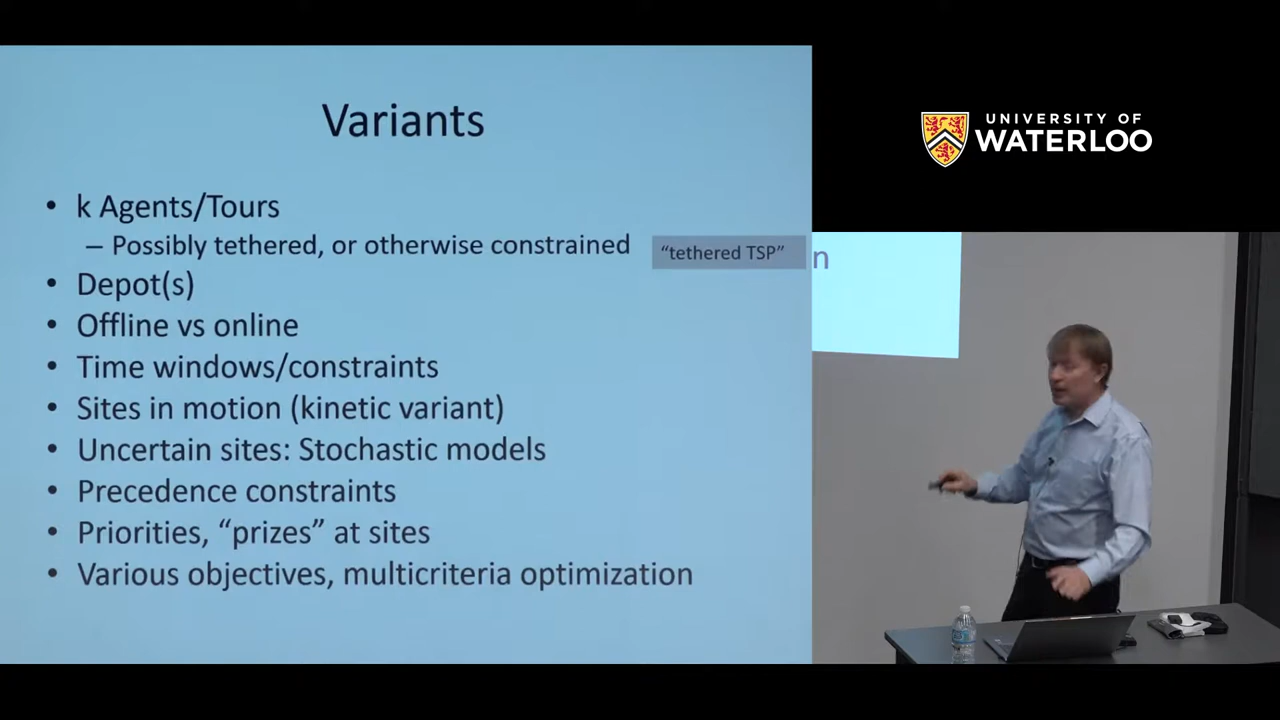 Variants
• k Agents/Tours
– Possibly tethered, or otherwise constrained
“tethered TSP”
• Depot(s)
• Offline vs online
• Time windows/constraints
• Sites in motion (kinetic variant)
• Uncertain sites: Stochastic models
• Precedence constraints
• Priorities, “prizes” at sites
• Various objectives, multicriteria optimization
UNIVERSITY OF
WATERLOO
n